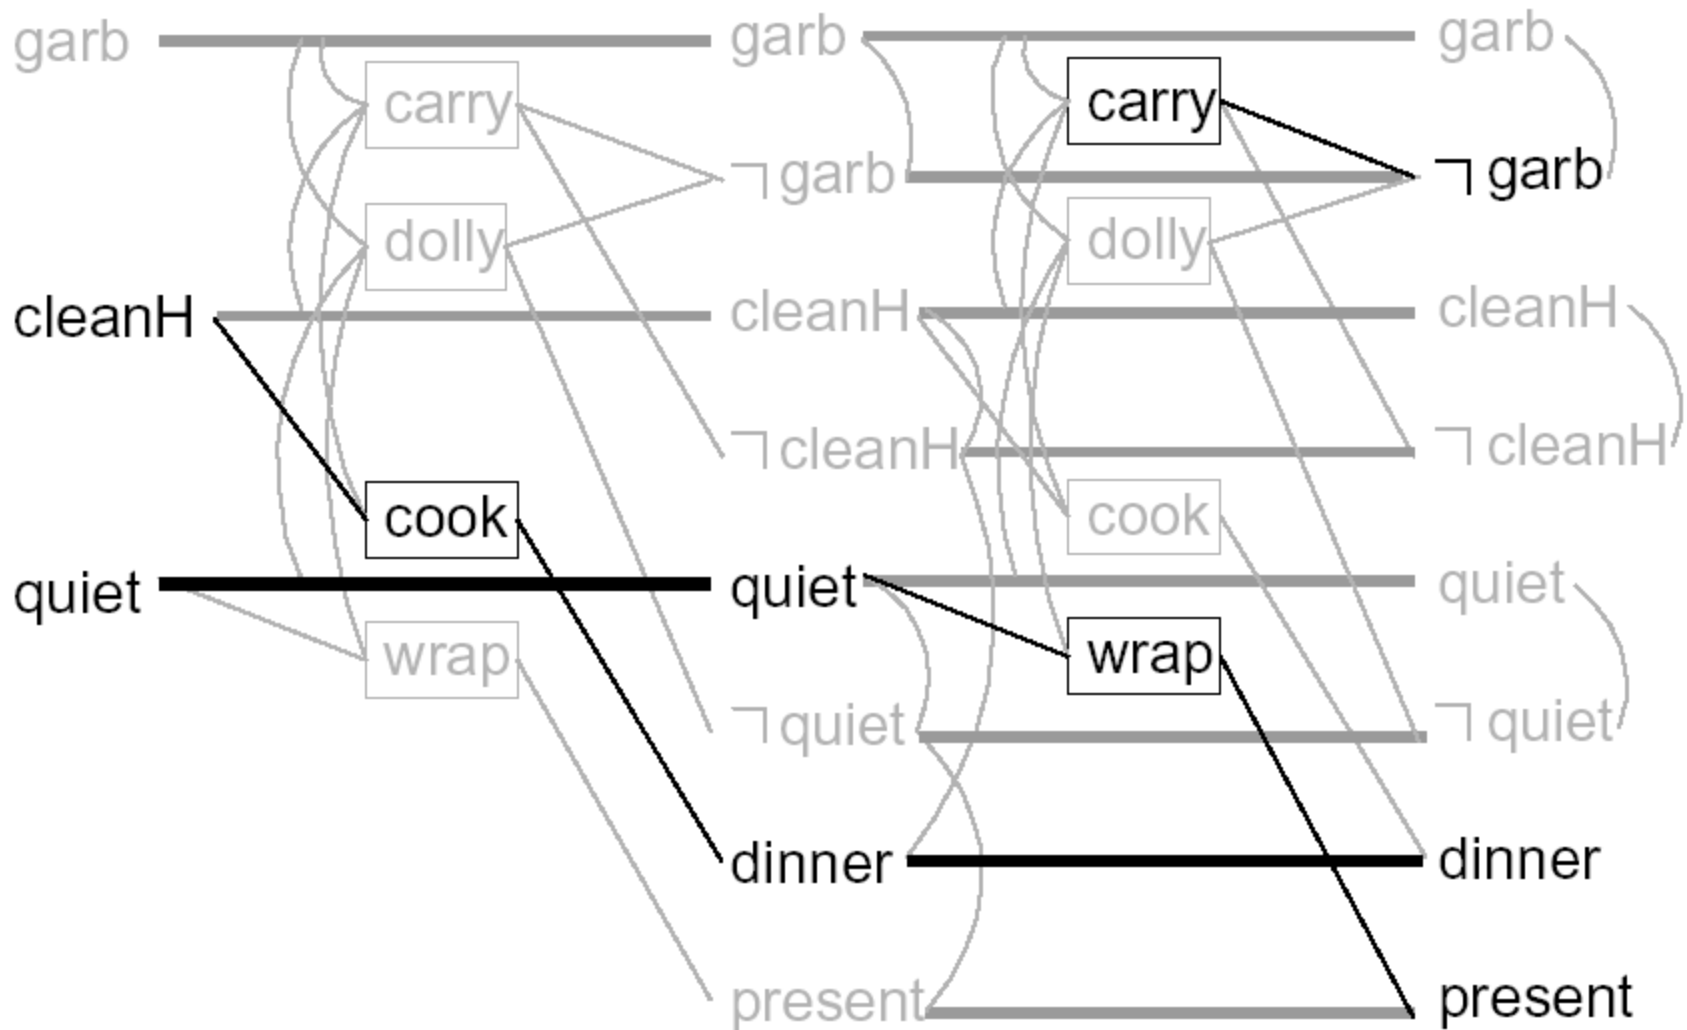 garb garb garb
carry carry
¬ garb ¬ garb
dolly dolly
cleanH cleanH cleanH
¬ cleanH ¬ cleanH
cook cook
quiet quiet quiet
wrap wrap
¬ quiet ¬ quiet
dinner dinner
present present